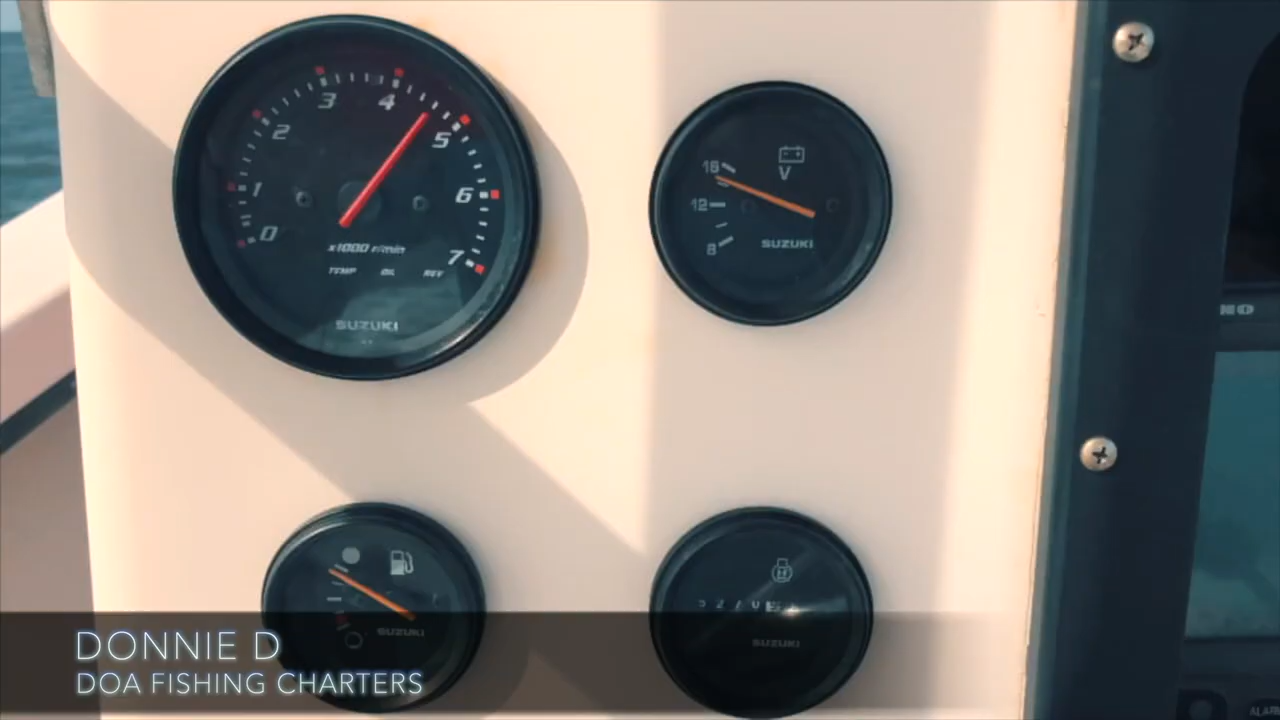 0 1 2 3 4 5 6 7
x1000 r/min
TEMP OIL REV
SUZUKI
16
12
8
V
SUZUKI
SUZUKI
SUZUKI
DONNIE D
DOA FISHING CHARTERS